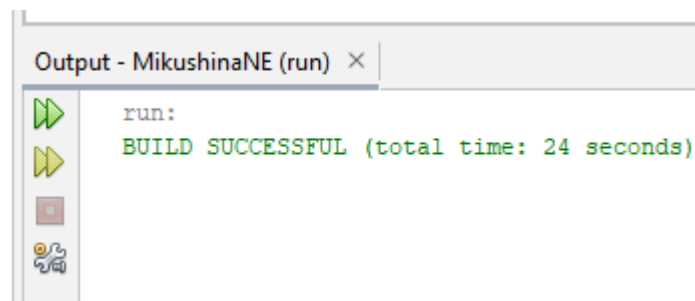 Output - MikushinaNE (run)
run:
BUILD SUCCESSFUL (total time: 24 seconds)